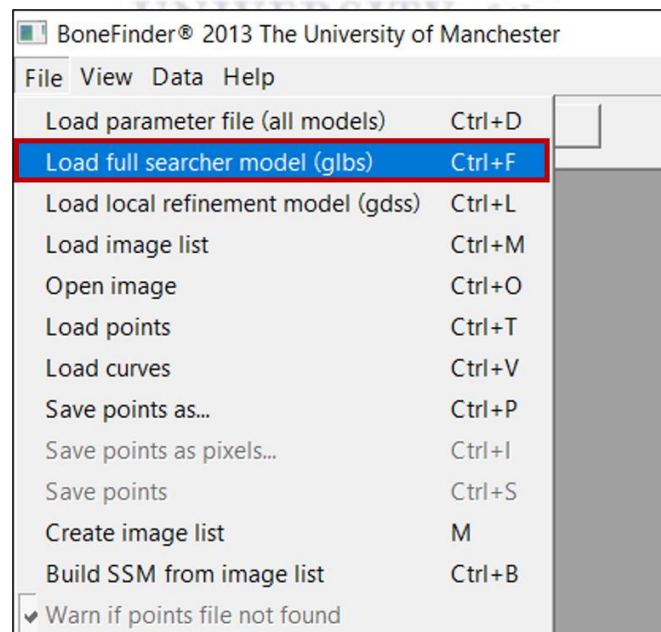 BoneFinder® 2013 The University of Manchester
File View Data Help
Load parameter file (all models) Ctrl+D
Load full searcher model (glbs) Ctrl+F
Load local refinement model (gdss) Ctrl+L
Load image list Ctrl+M
Open image Ctrl+O
Load points Ctrl+T
Load curves Ctrl+V
Save points as... Ctrl+P
Save points as pixels... Ctrl+I
Save points Ctrl+S
Create image list M
Build SSM from image list Ctrl+B
Warn if points file not found